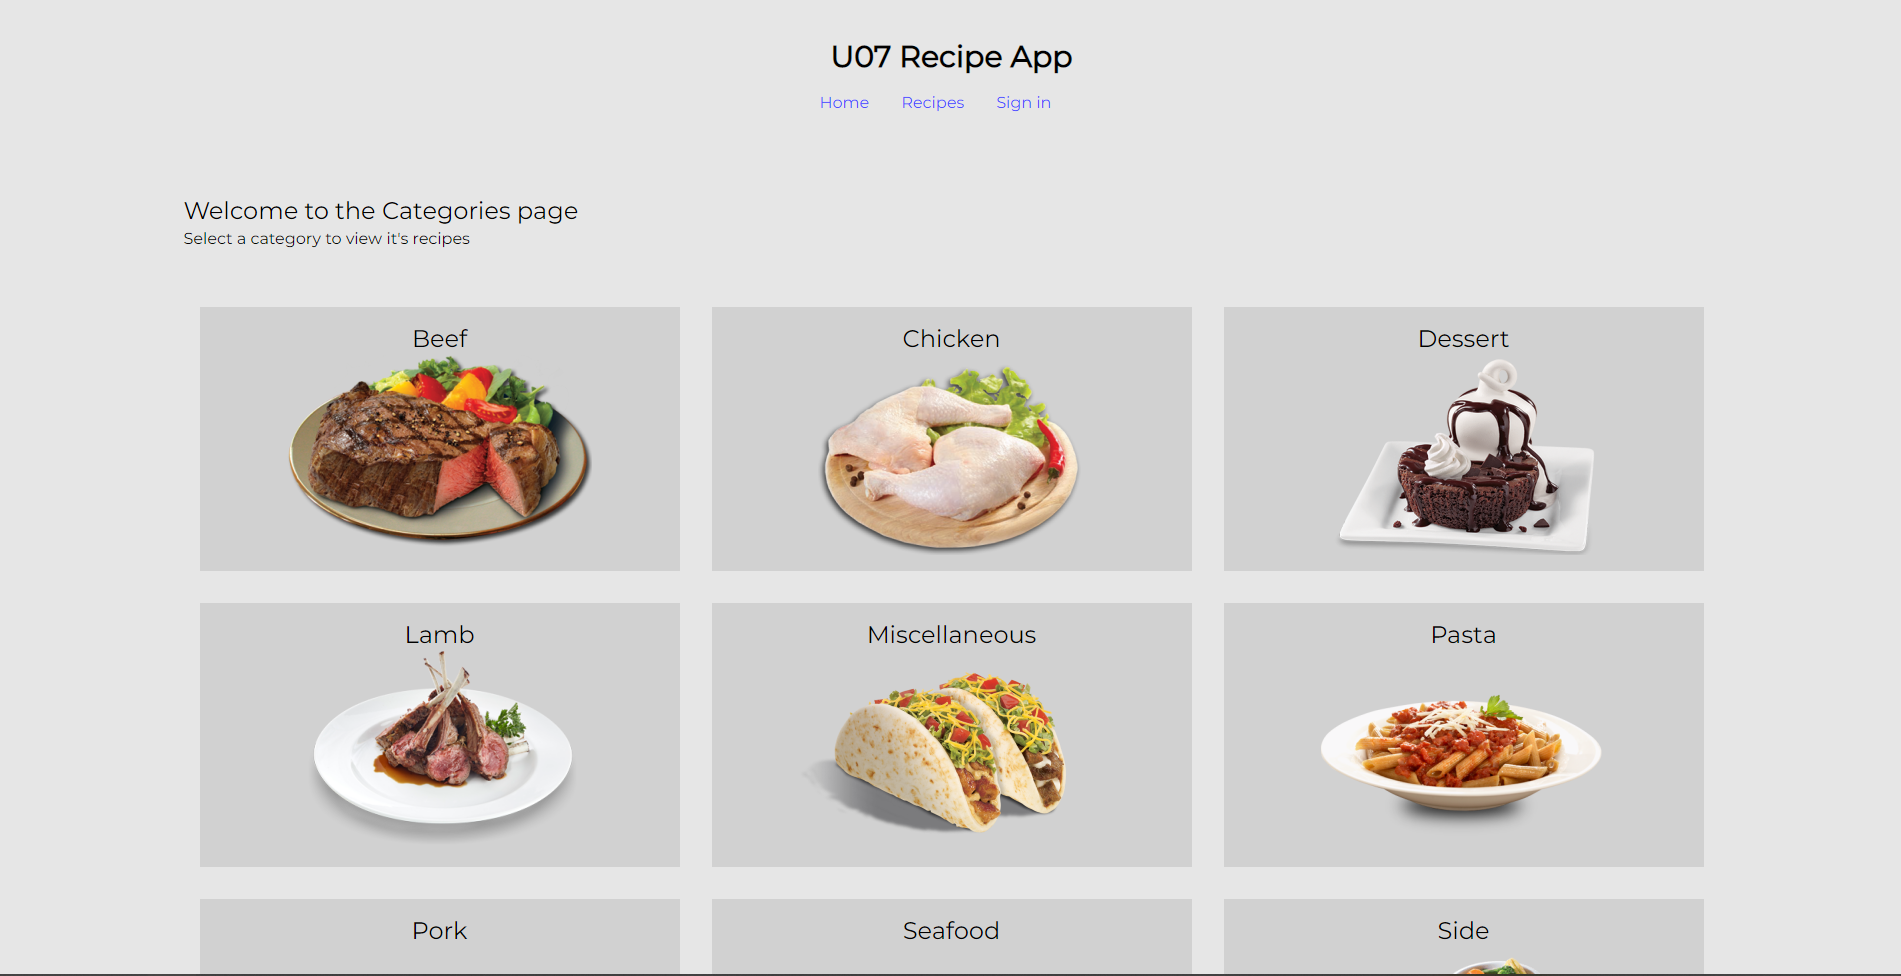 U07 Recipe App
Home Recipes Sign in
Welcome to the Categories page
Select a category to view it's recipes
Beef Chicken Dessert
Lamb Miscellaneous Pasta
Pork Seafood Side